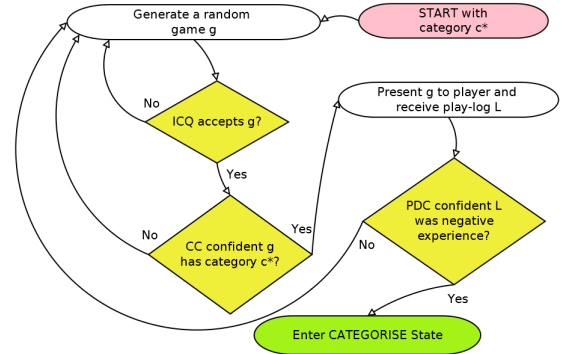 Generate a random
game g
START with
category c*
Present g to player and
receive play-log L
No
ICQ accepts g?
Yes
PDC confident L
was negative
experience?
No
CC confident g
has category c*?
Yes
No
Yes
Enter CATEGORISE State